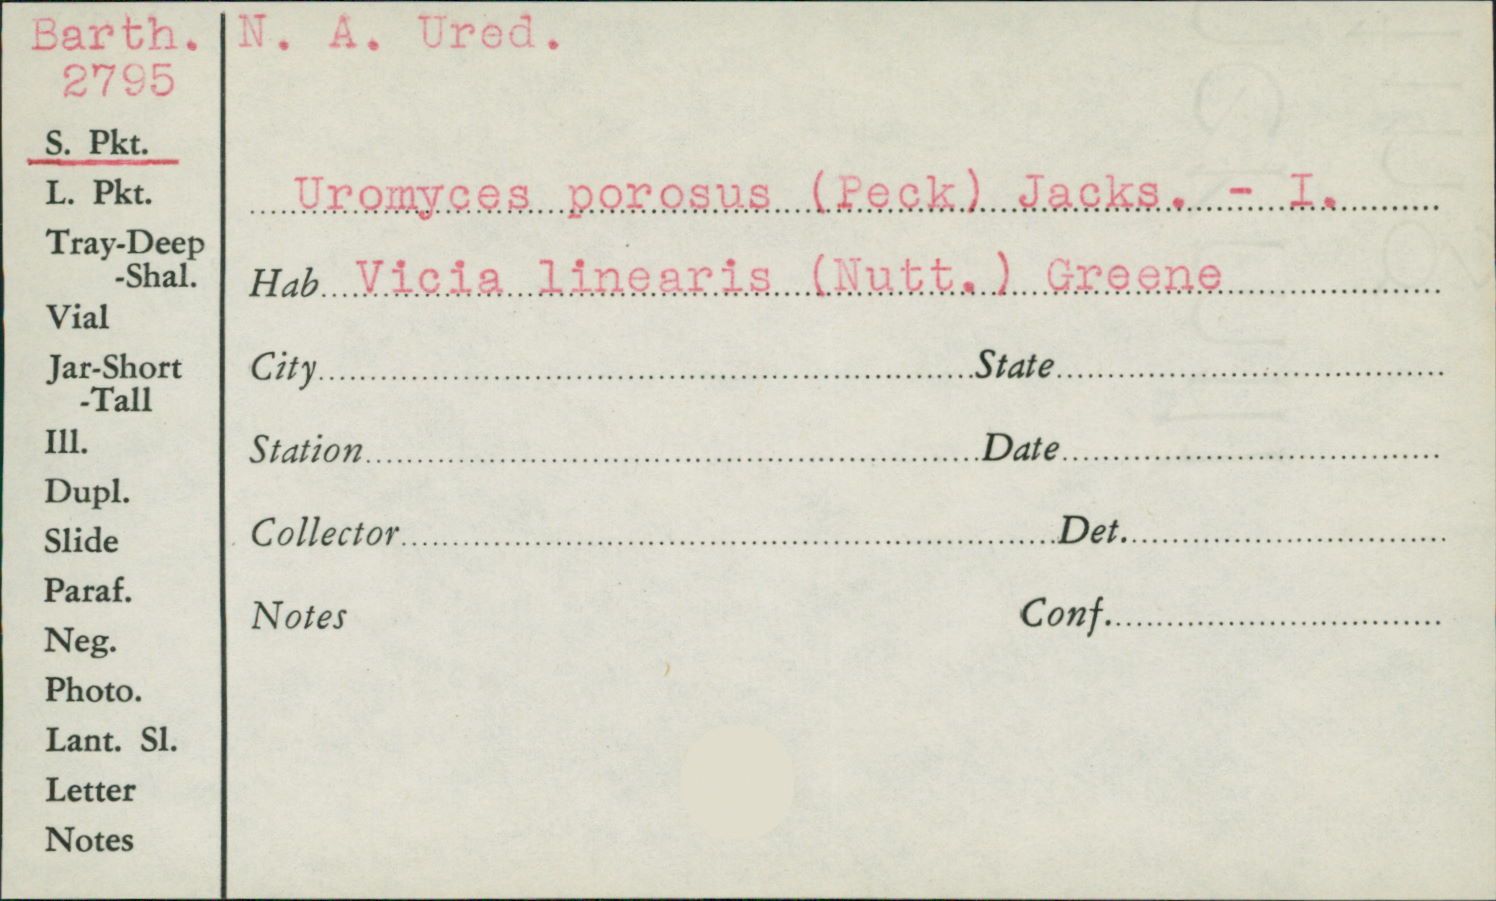 Barth. N. A. Ured.
2795
S. Pkt.
L. Pkt.
Tray-Deep
-Shal.
Vial
Jar-Short
-Tall
Ill.
Dupl.
Slide
Paraf.
Neg.
Photo.
Lant. Sl.
Letter
Notes
Uromyces porosus (Peck) Jacks. - I.
Hab. Vicia linearis (Nutt.) Greene
City State
Station Date
Collector Det.
Notes Conf.